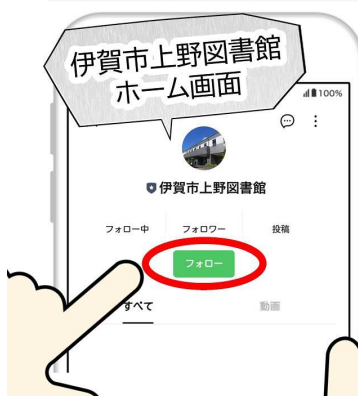 伊賀市上野図書館
ホーム画面
100%
伊賀市上野図書館
フォロー中 フォロワー 投稿
フォロー
すべて 動画